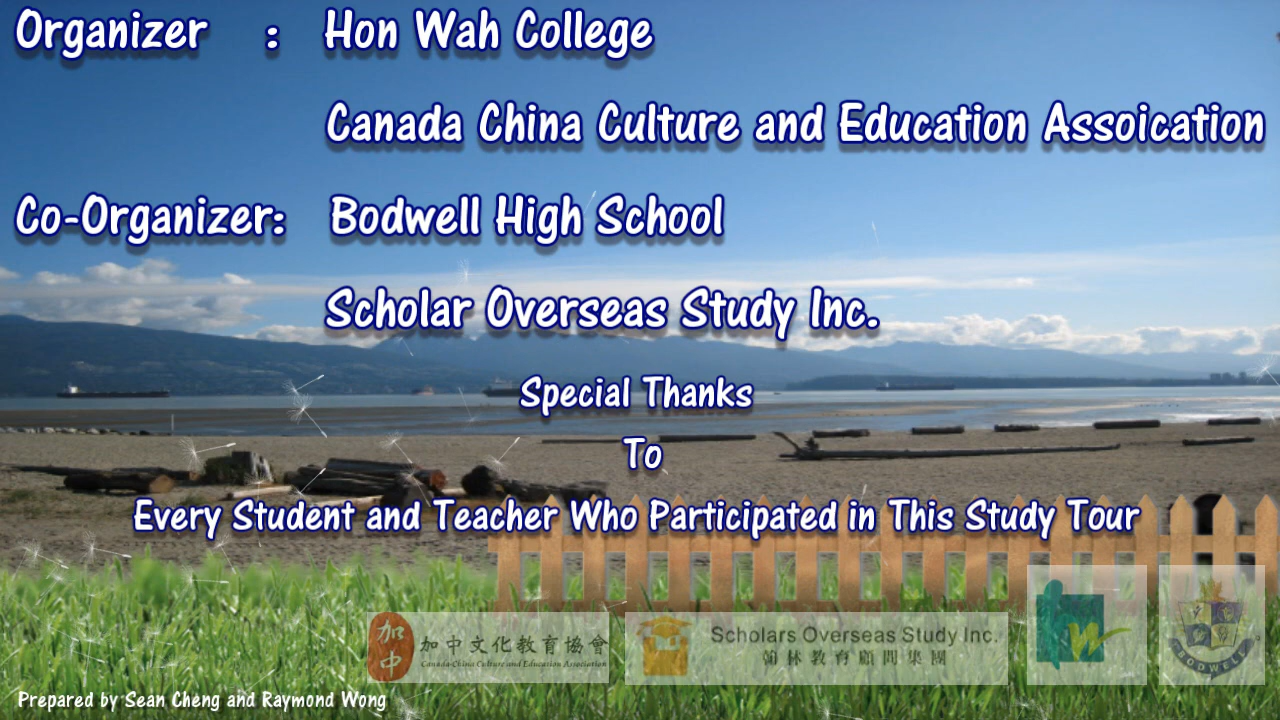 Organizer : Hon Wah College
Canada China Culture and Education Assoication
Co-Organizer: Bodwell High School
Scholar Overseas Study Inc.
Special Thanks
To
Every Student and Teacher Who Participated in This Study Tour
加中
加中文化教育協會
Canada-China Culture and Education Association
Scholars Overseas Study Inc.
翰林教育顧問集團
W
BODWELL
Prepared by Sean Cheng and Raymond Wong